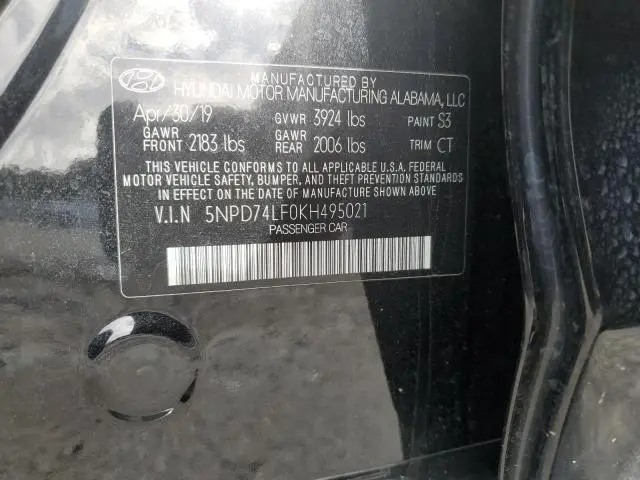 MANUFACTURED BY
HYUNDAI MOTOR MANUFACTURING ALABAMA, LLC
Apr/30/19 GVWR 3924 lbs PAINT S3
GAWR FRONT 2183 lbs GAWR REAR 2006 lbs TRIM CT
THIS VEHICLE CONFORMS TO ALL APPLICABLE U.S.A. FEDERAL
MOTOR VEHICLE SAFETY, BUMPER, AND THEFT PREVENTION STANDARDS
IN EFFECT ON THE DATE OF MANUFACTURE SHOWN ABOVE
V.I.N 5NPD74LF0KH495021
PASSENGER CAR